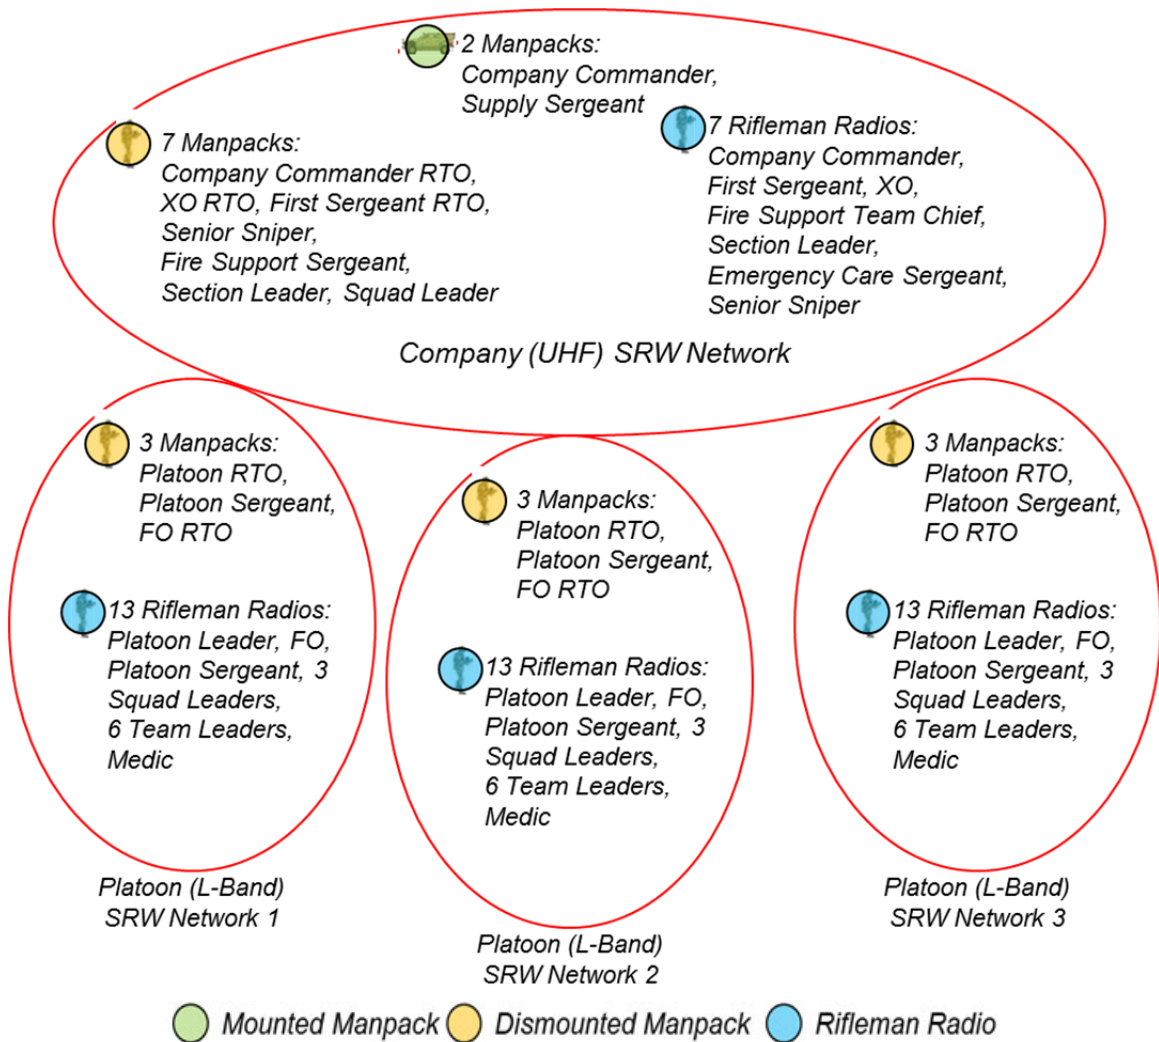 2 Manpacks:
Company Commander,
Supply Sergeant
7 Manpacks:
Company Commander RTO,
XO RTO, First Sergeant RTO,
Senior Sniper,
Fire Support Sergeant,
Section Leader, Squad Leader
7 Rifleman Radios:
Company Commander,
First Sergeant, XO,
Fire Support Team Chief,
Section Leader,
Emergency Care Sergeant,
Senior Sniper
Company (UHF) SRW Network
3 Manpacks:
Platoon RTO,
Platoon Sergeant,
FO RTO
13 Rifleman Radios:
Platoon Leader, FO,
Platoon Sergeant, 3
Squad Leaders,
6 Team Leaders,
Medic
Platoon (L-Band)
SRW Network 1
3 Manpacks:
Platoon RTO,
Platoon Sergeant,
FO RTO
13 Rifleman Radios:
Platoon Leader, FO,
Platoon Sergeant, 3
Squad Leaders,
6 Team Leaders,
Medic
Platoon (L-Band)
SRW Network 2
3 Manpacks:
Platoon RTO,
Platoon Sergeant,
FO RTO
13 Rifleman Radios:
Platoon Leader, FO,
Platoon Sergeant, 3
Squad Leaders,
6 Team Leaders,
Medic
Platoon (L-Band)
SRW Network 3
Mounted Manpack Dismounted Manpack Rifleman Radio